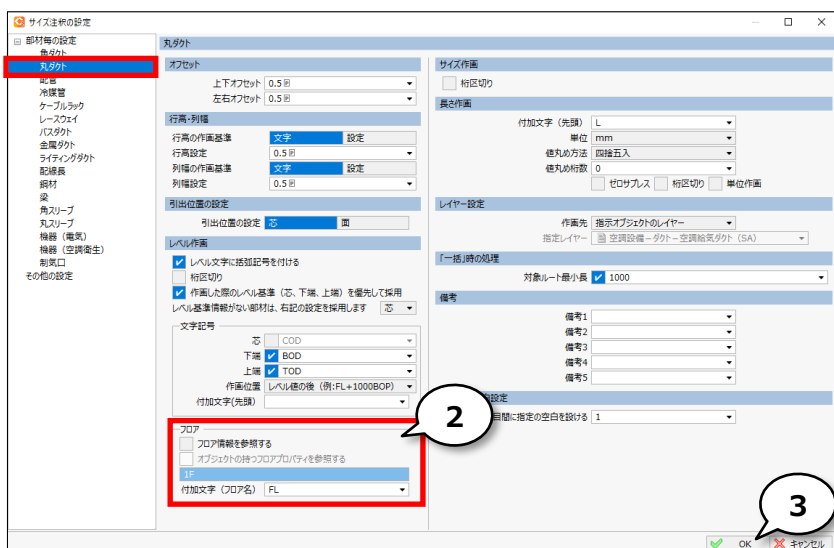 サイズ注釈の設定
部材毎の設定
角ダクト
丸ダクト
配管
冷媒管
ケーブルラック
レースウェイ
バスダクト
金属ダクト
ライティングダクト
配線長
鋼材
梁
角スリーブ
丸スリーブ
機器（電気）
機器（空調衛生）
制気口
その他の設定
丸ダクト
オフセット
上下オフセット 0.5
左右オフセット 0.5
行高・列幅
行高の作画基準 文字 設定
行高設定 0.5
列幅の作画基準 文字 設定
列幅設定 0.5
引出位置の設定
引出位置の設定 芯 面
レベル作画
レベル文字に括弧記号を付ける
桁区切り
作画した際のレベル基準（芯、下端、上端）を優先して採用
レベル基準情報がない部材は、右記の設定を採用します 芯
文字記号
芯 COD
下端 BOD
上端 TOD
作画位置 レベル値の後（例:FL+1000BOP）
付加文字(先頭)
フロア
フロア情報を参照する
オブジェクトの持つフロアプロパティを参照する
1F
付加文字（フロア名） FL
2
サイズ作画
桁区切り
長さ作画
付加文字（先頭） L
単位 mm
値丸め方法 四捨五入
値丸め桁数 0
ゼロサプレス 桁区切り 単位作画
レイヤー設定
作画先 指示オブジェクトのレイヤー
指定レイヤー 空調設備－ダクト－空調給気ダクト（SA）
「一括」時の処理
対象ルート最小長 1000
備考
備考1
備考2
備考3
備考4
備考5
設定
目間に指定の空白を設ける 1
3
OK キャンセル